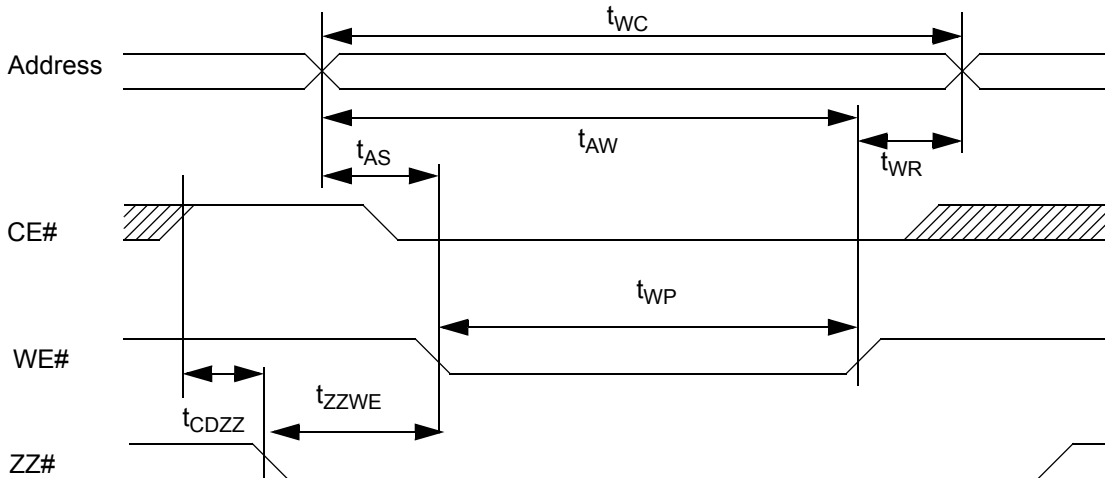 tWC
Address
tAW
tAS
tWR
CE#
tWP
WE#
tZZWE
tCDZZ
ZZ#